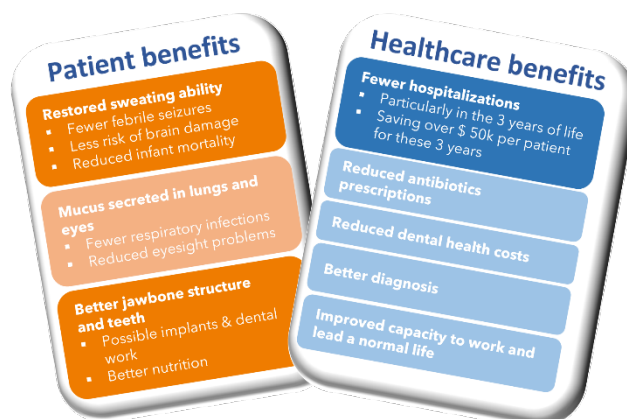 Patient benefits
Restored sweating ability
▪ Fewer febrile seizures
▪ Less risk of brain damage
▪ Reduced infant mortality
Mucus secreted in lungs and
eyes
▪ Fewer respiratory infections
▪ Reduced eyesight problems
Better jawbone structure
and teeth
▪ Possible implants & dental
work
▪ Better nutrition
Healthcare benefits
Fewer hospitalizations
▪ Particularly in the 3 years of life
▪ Saving over $ 50k per patient
for these 3 years
Reduced antibiotics
prescriptions
Reduced dental health costs
Better diagnosis
Improved capacity to work and
lead a normal life